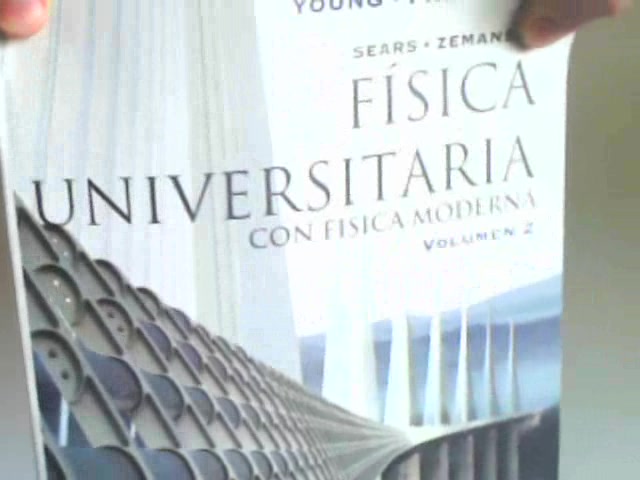 YOUNG ·
SEARS · ZEMAN
FÍSICA
UNIVERSITARIA
CON FÍSICA MODERNA
VOLUMEN 2